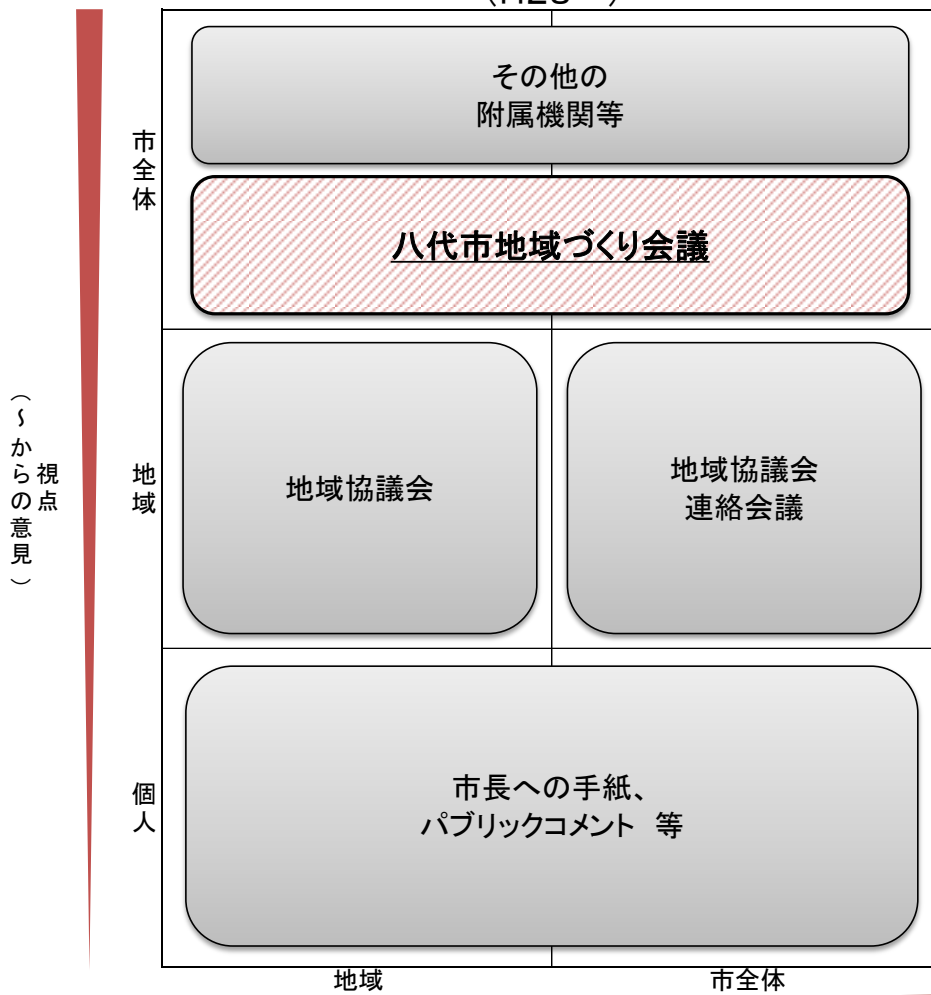 その他の
附属機関等
市全体
八代市地域づくり会議
視点
(~からの意見)
地域
地域協議会
地域協議会
連絡会議
個人
市長への手紙、
パブリックコメント 等
地域
市全体